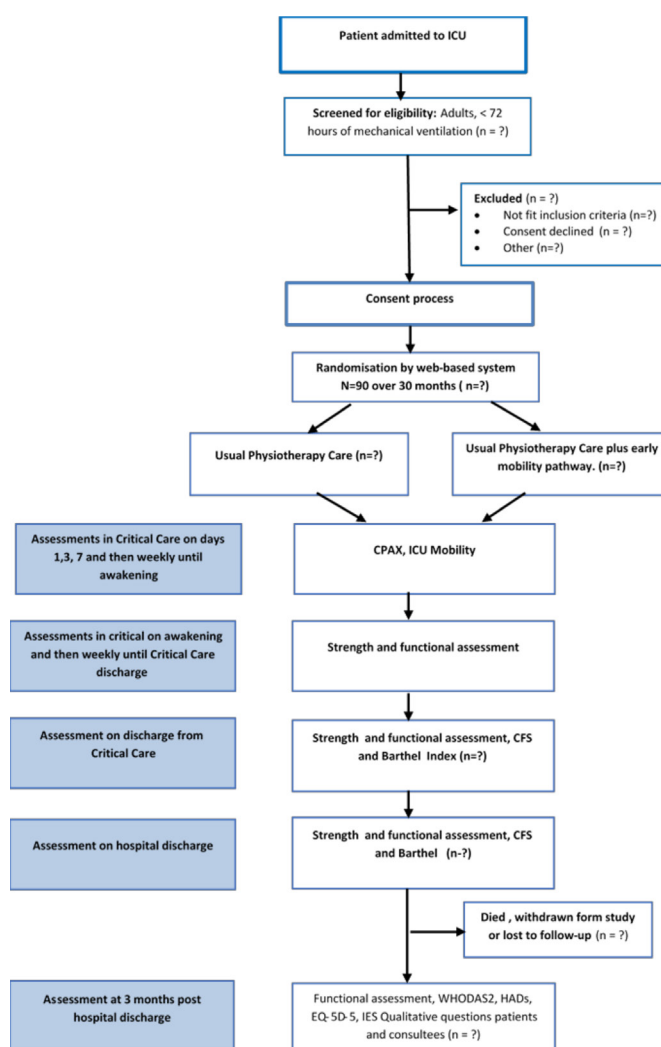 Patient admitted to ICU
Screened for eligibility: Adults, < 72
hours of mechanical ventilation (n = ?)
Excluded (n = ?)
• Not fit inclusion criteria (n=?)
• Consent declined (n = ?)
• Other (n=?)
Consent process
Randomisation by web-based system
N=90 over 30 months ( n=?)
Usual Physiotherapy Care (n=?)
Usual Physiotherapy Care plus early
mobility pathway. (n=?)
Assessments in Critical Care on days
1,3, 7 and then weekly until
awakening
CPAX, ICU Mobility
Assessments in critical on awakening
and then weekly until Critical Care
discharge
Strength and functional assessment
Assessment on discharge from
Critical Care
Strength and functional assessment, CFS
and Barthel Index (n=?)
Assessment on hospital discharge
Strength and functional assessment, CFS
and Barthel (n-?)
Died , withdrawn form study
or lost to follow-up (n = ?)
Assessment at 3 months post
hospital discharge
Functional assessment, WHODAS2, HADs,
EQ-5D-5, IES Qualitative questions patients
and consultees (n = ?)